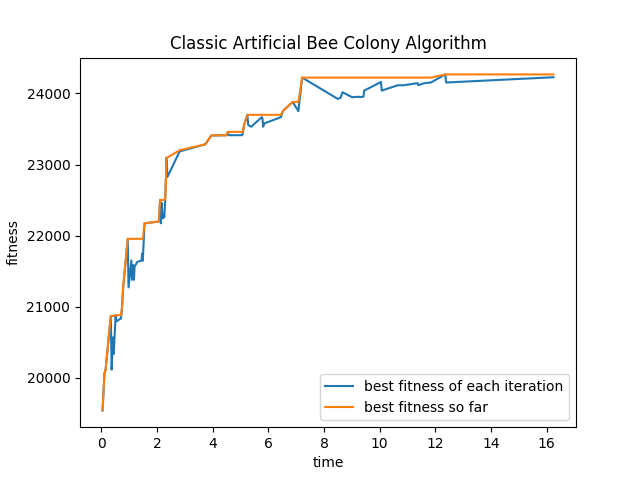 Classic Artificial Bee Colony Algorithm
24000
23000
22000
21000
20000
fitness
0 2 4 6 8 10 12 14 16
time
best fitness of each iteration
best fitness so far